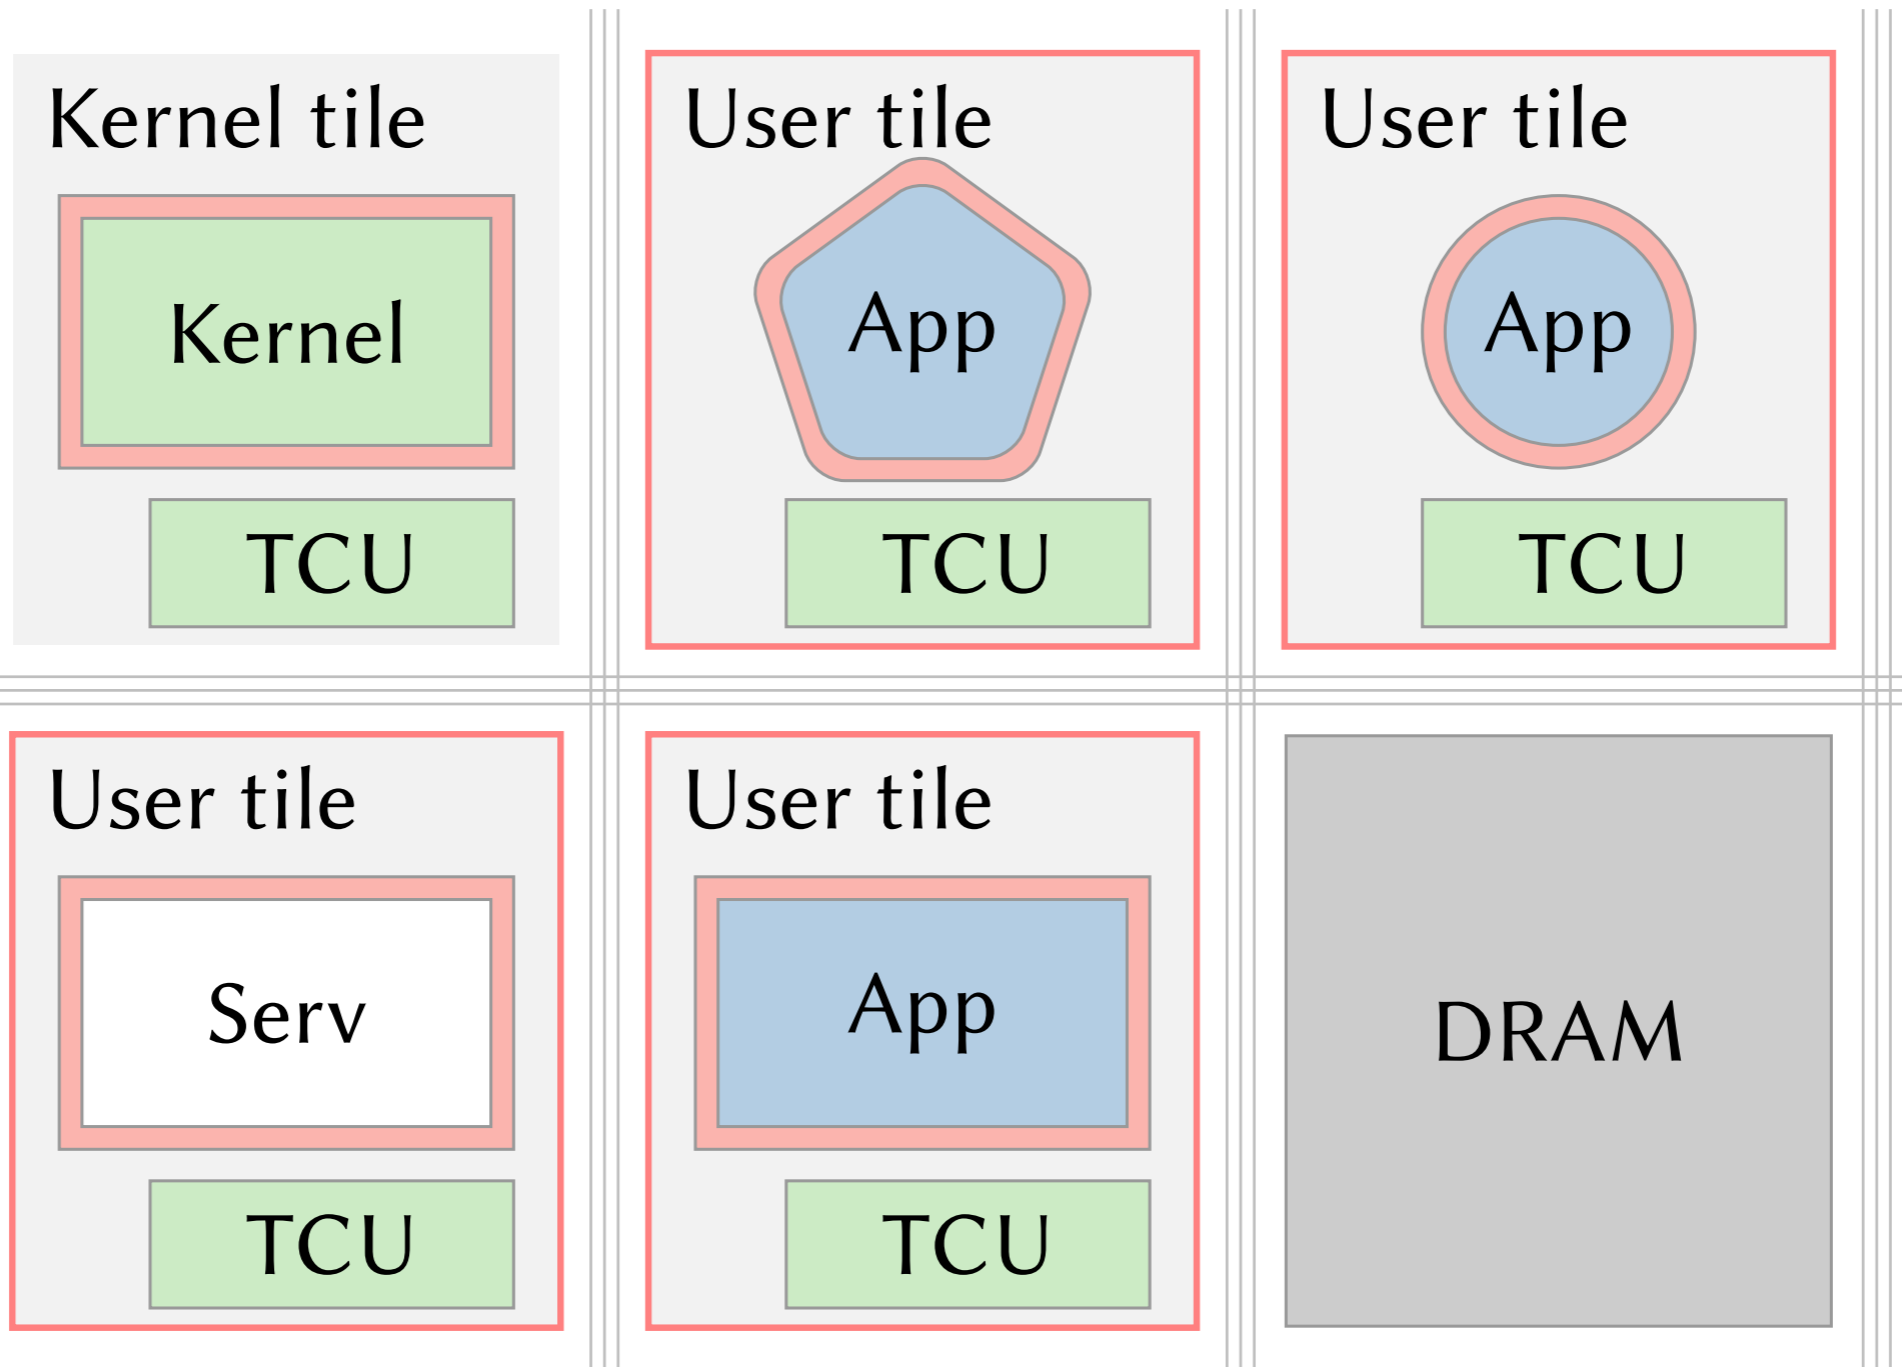 Kernel tile
Kernel
TCU
User tile
App
TCU
User tile
App
TCU
User tile
Serv
TCU
User tile
App
TCU
DRAM